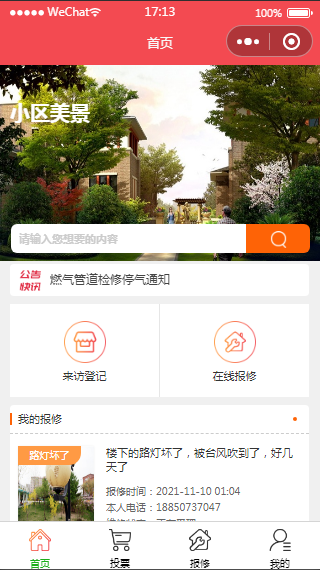 WeChat 17:13 100%
首页
小区美景
请输入您想要的内容
公告
快讯
燃气管道检修停气通知
来访登记
在线报修
我的报修
路灯坏了
楼下的路灯坏了，被台风吹到了，好几
天了
报修时间：2021-11-10 01:04
本人电话：18850737047
首页
投票
报修
我的